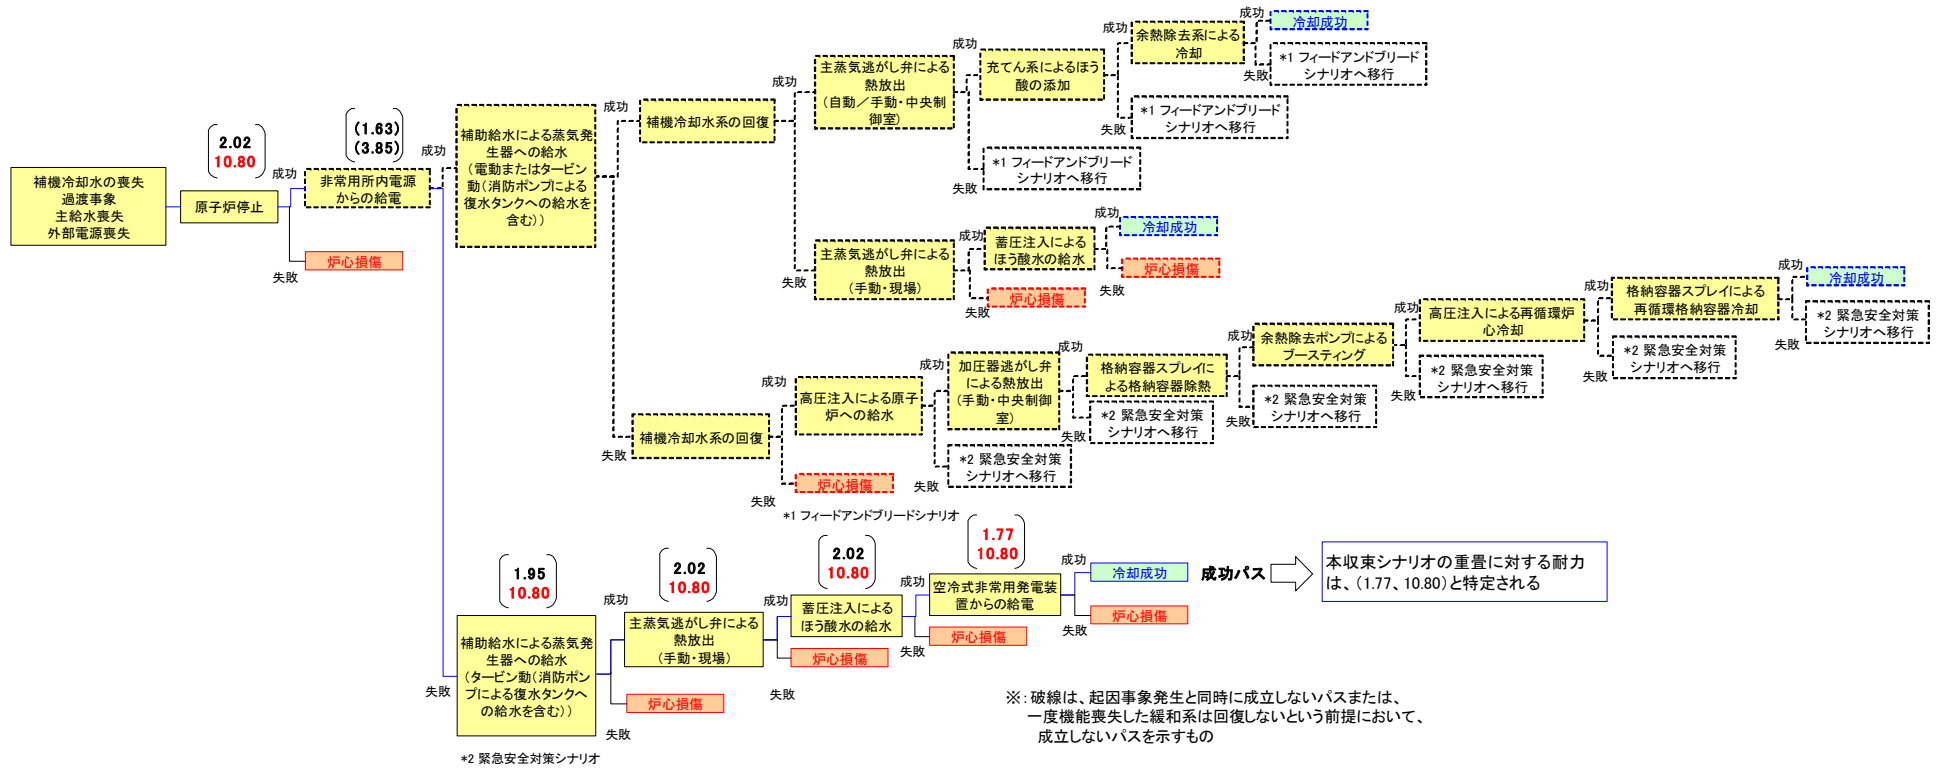 補機冷却水の喪失
過渡事象
主給水喪失
外部電源喪失
2.02
10.80
原子炉停止
成功
失敗
炉心損傷
(1.63)
(3.85)
非常用所内電源
からの給電
成功
失敗
補助給水による蒸気発
生器への給水
(電動またはタービン
動(消防ポンプによる
復水タンクへの給水を
含む))
成功
失敗
補機冷却水系の回復
成功
失敗
主蒸気逃がし弁による
熱放出
(自動/手動・中央制
御室)
成功
失敗
*1 フィードアンドブリード
シナリオへ移行
充てん系によるほう
酸の添加
成功
失敗
*1 フィードアンドブリード
シナリオへ移行
余熱除去系による
冷却
成功
冷却成功
失敗
*1 フィードアンドブリード
シナリオへ移行
主蒸気逃がし弁による
熱放出
(手動・現場)
成功
失敗
炉心損傷
蓄圧注入による
ほう酸水の給水
成功
冷却成功
失敗
炉心損傷
補機冷却水系の回復
成功
失敗
炉心損傷
*1 フィードアンドブリードシナリオ
高圧注入による原子
炉への給水
成功
失敗
*2 緊急安全対策
シナリオへ移行
加圧器逃がし弁
による熱放出
(手動・中央制御
室)
成功
失敗
*2 緊急安全対策
シナリオへ移行
格納容器スプレイに
よる格納容器除熱
成功
失敗
*2 緊急安全対策
シナリオへ移行
余熱除去ポンプによる
ブースティング
成功
失敗
*2 緊急安全対策
シナリオへ移行
高圧注入による再循環炉
心冷却
成功
失敗
*2 緊急安全対策
シナリオへ移行
格納容器スプレイによる
再循環格納容器冷却
成功
冷却成功
失敗
*2 緊急安全対策
シナリオへ移行
1.95
10.80
補助給水による蒸気発
生器への給水
(タービン動(消防ポン
プによる復水タンクへ
の給水を含む))
*2 緊急安全対策シナリオ
成功
失敗
炉心損傷
2.02
10.80
主蒸気逃がし弁による
熱放出
(手動・現場)
成功
失敗
炉心損傷
2.02
10.80
蓄圧注入による
ほう酸水の給水
成功
失敗
炉心損傷
1.77
10.80
空冷式非常用発電装
置からの給電
成功
冷却成功
失敗
炉心損傷
成功パス
本収束シナリオの重畳に対する耐力
は、(1.77、10.80)と特定される
※:破線は、起因事象発生と同時に成立しないパスまたは、
一度機能喪失した緩和系は回復しないという前提において、
成立しないパスを示すもの